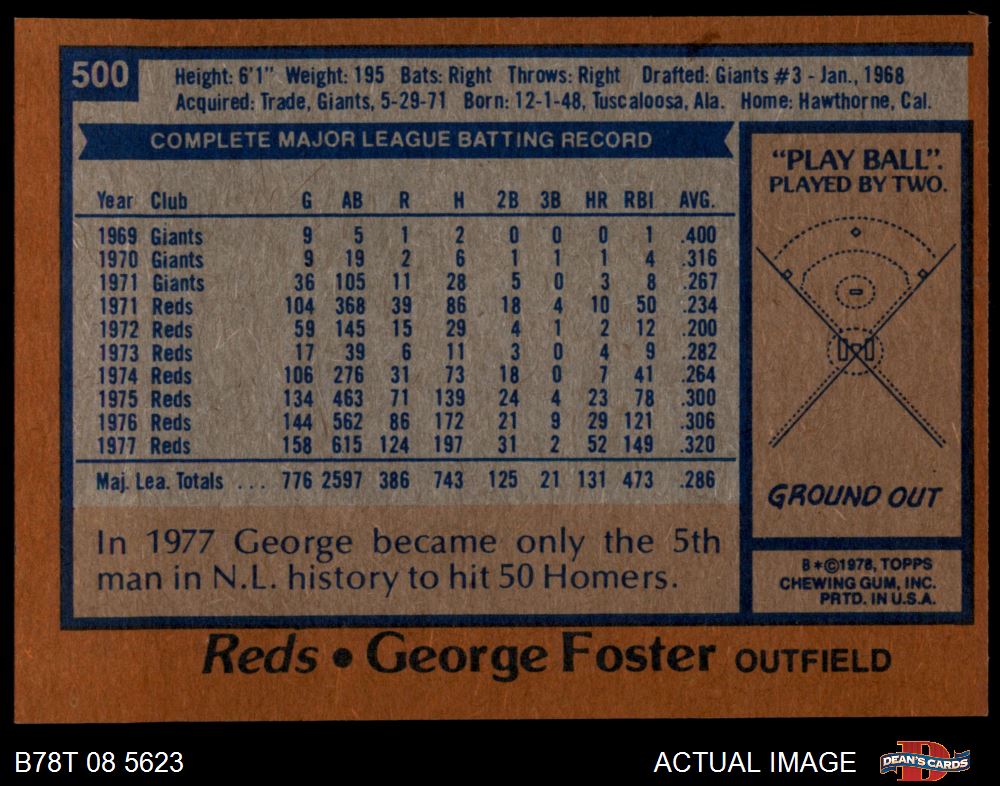 500
Height: 6'1" Weight: 195 Bats: Right Throws: Right Drafted: Giants #3 - Jan., 1968
Acquired: Trade, Giants, 5-29-71 Born: 12-1-48, Tuscaloosa, Ala. Home: Hawthorne, Cal.
COMPLETE MAJOR LEAGUE BATTING RECORD
Year Club G AB R H 2B 3B HR RBI AVG.
1969 Giants 9 5 1 2 0 0 0 1 .400
1970 Giants 9 19 2 6 1 1 1 4 .316
1971 Giants 36 105 11 28 5 0 3 8 .267
1971 Reds 104 368 39 86 18 4 10 50 .234
1972 Reds 59 145 15 29 4 1 2 12 .200
1973 Reds 17 39 6 11 3 0 4 9 .282
1974 Reds 106 276 31 73 18 0 7 41 .264
1975 Reds 134 463 71 139 24 4 23 78 .300
1976 Reds 144 562 86 172 21 9 29 121 .306
1977 Reds 158 615 124 197 31 2 52 149 .320
Maj. Lea. Totals ... 776 2597 386 743 125 21 131 473 .286
In 1977 George became only the 5th
man in N.L. history to hit 50 Homers.
"PLAY BALL".
PLAYED BY TWO.
GROUND OUT
B*©1978, TOPPS
CHEWING GUM, INC.
PRTD. IN U.S.A.
Reds • George Foster OUTFIELD
B78T 08 5623
ACTUAL IMAGE
D
DEAN'S CARDS